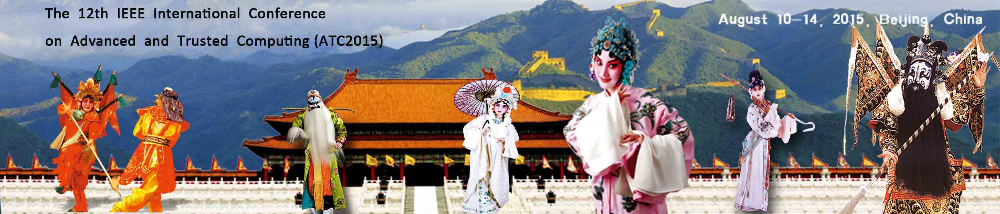 The 12th IEEE International Conference
on Advanced and Trusted Computing (ATC2015)
August 10-14, 2015, Beijing, China